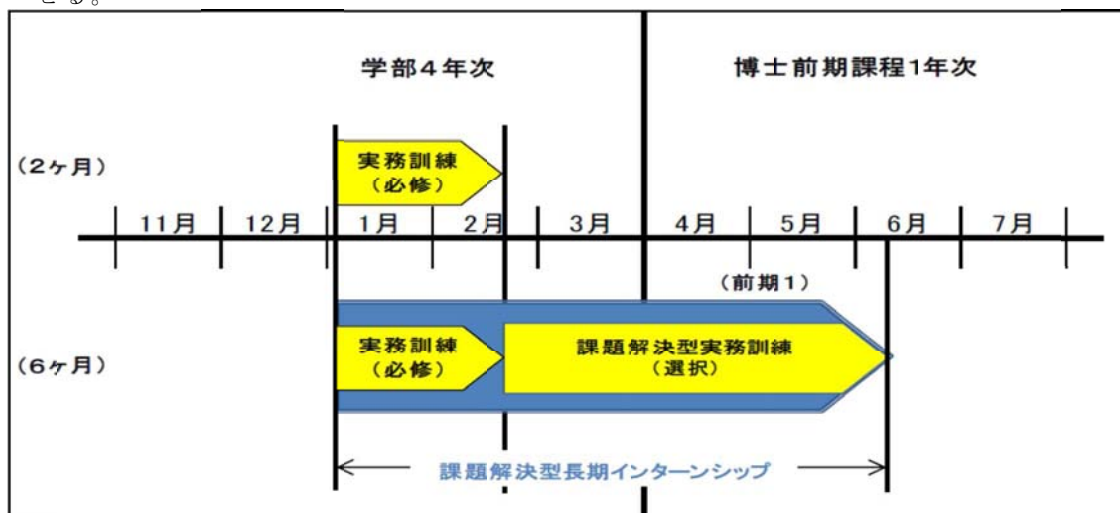 きる。
学部4年次
博士前期課程1年次
(2ヶ月)
実務訓練
(必修)
11月
12月
1月
2月
3月
4月
5月
6月
7月
(前期1)
(6ヶ月)
実務訓練
(必修)
課題解決型実務訓練
(選択)
課題解決型長期インターンシップ